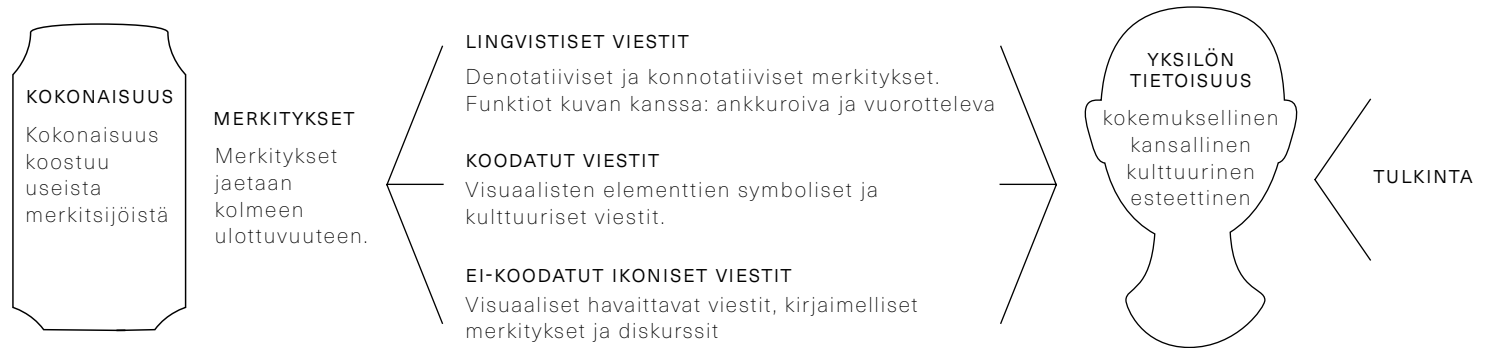 KOKONAISUUS
Kokonaisuus
koostuu
useista
merkitsijöistä
MERKITYKSET
Merkitykset
jaetaan
kolmeen
ulottuvuuteen.
LINGVISTISET VIESTIT
Denotatiiviset ja konnotatiiviset merkitykset.
Funktiot kuvan kanssa: ankkuroiva ja vuorotteleva
KOODATUT VIESTIT
Visuaalisten elementtien symboliset ja
kulttuuriset viestit.
EI-KOODATUT IKONISET VIESTIT
Visuaaliset havaittavat viestit, kirjaimelliset
merkitykset ja diskurssit
YKSILÖN
TIETOISUUS
kokemuksellinen
kansallinen
kulttuurinen
esteettinen
TULKINTA